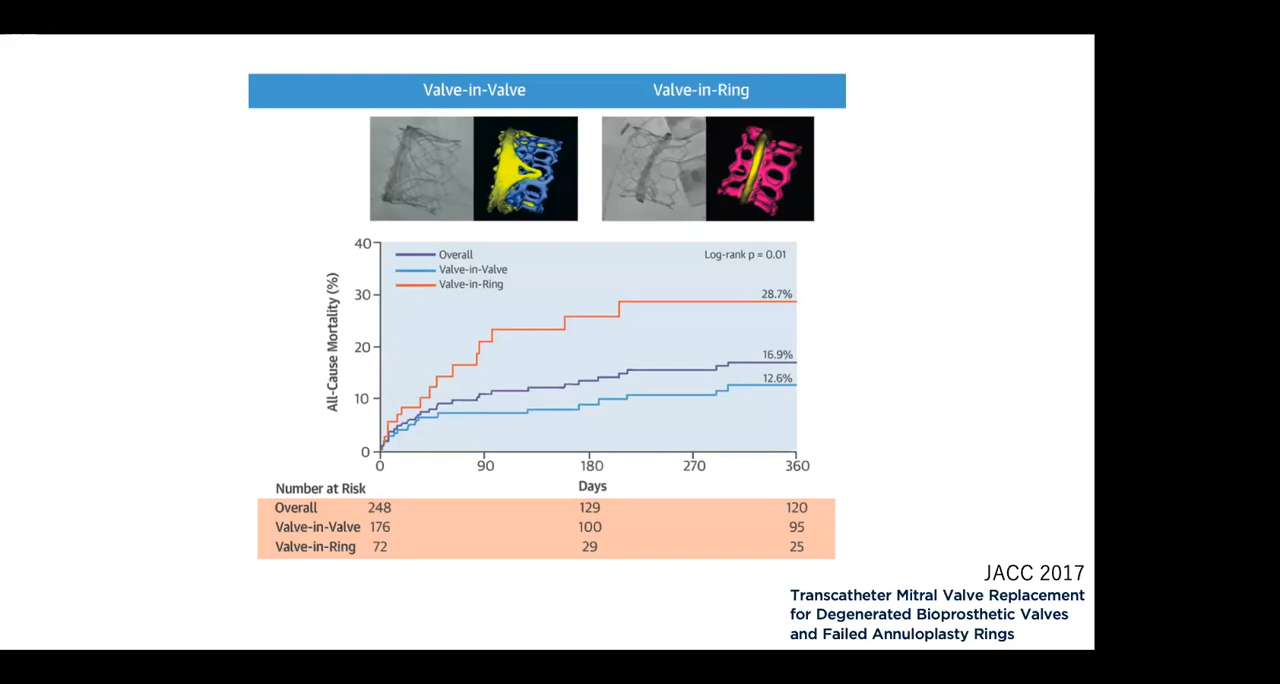 Valve-in-Valve Valve-in-Ring
40
30
20
10
0
All-Cause Mortality (%)
Overall
Valve-in-Valve
Valve-in-Ring
Log-rank p = 0.01
28.7%
16.9%
12.6%
0 90 180 270 360
Days
Number at Risk
Overall 248 129 120
Valve-in-Valve 176 100 95
Valve-in-Ring 72 29 25
JACC 2017
Transcatheter Mitral Valve Replacement
for Degenerated Bioprosthetic Valves
and Failed Annuloplasty Rings